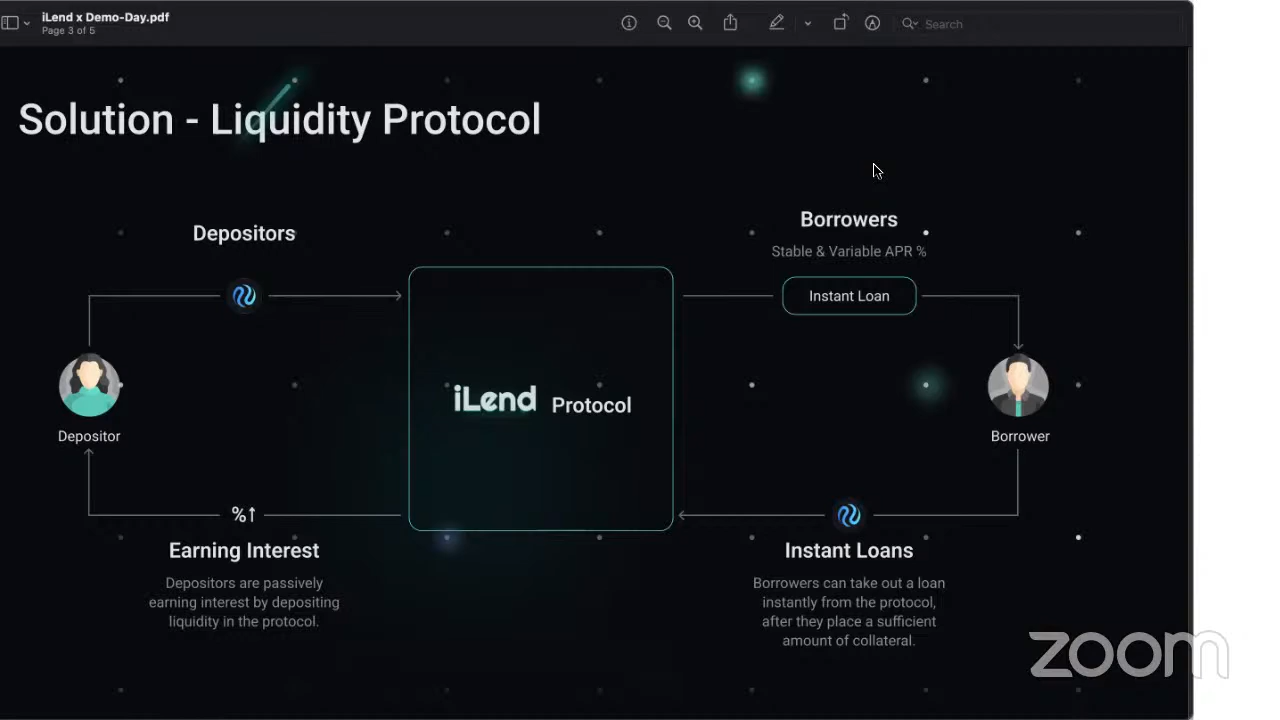 iLend x Demo-Day.pdf
Page 3 of 5
Search
Solution - Liquidity Protocol
Depositors
Borrowers
Stable & Variable APR %
Instant Loan
iLend Protocol
Depositor
Borrower
%↑
Earning Interest
Depositors are passively
earning interest by depositing
liquidity in the protocol.
Instant Loans
Borrowers can take out a loan
instantly from the protocol,
after they place a sufficient
amount of collateral.
zoom